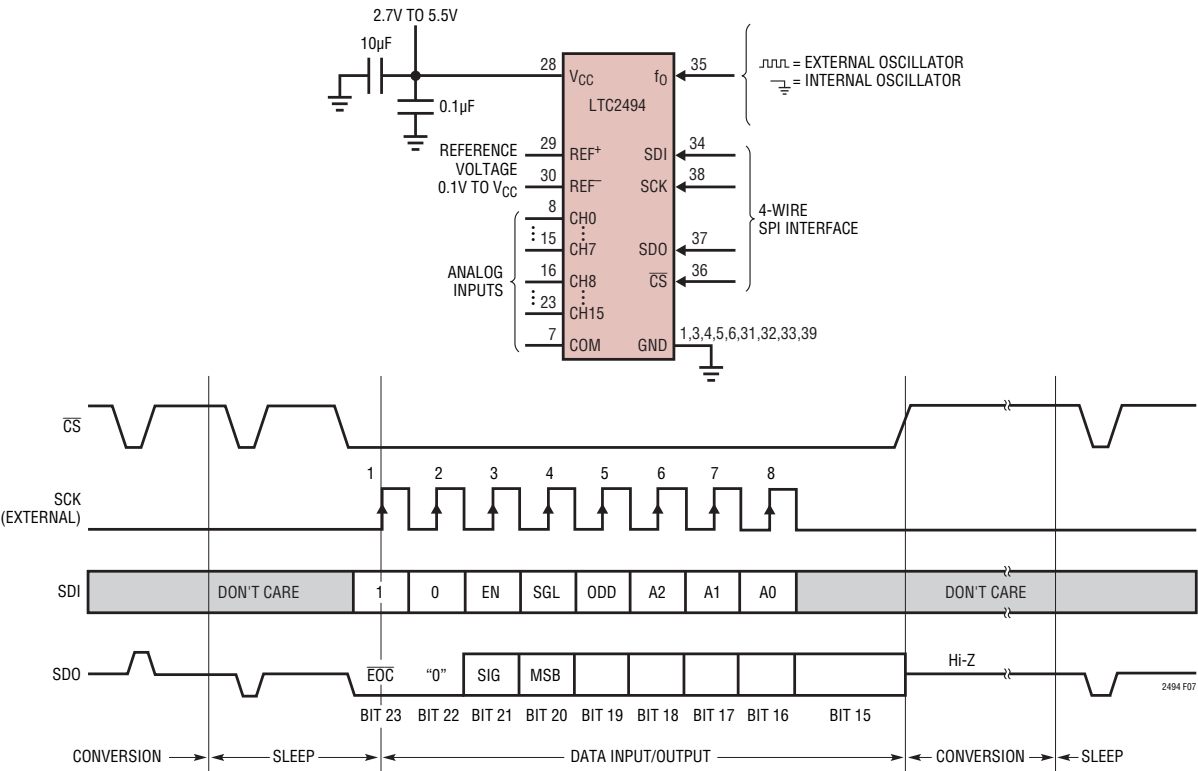 2.7V TO 5.5V
10µF
0.1µF
28
VCC
fO
35
= EXTERNAL OSCILLATOR
= INTERNAL OSCILLATOR
LTC2494
REFERENCE
VOLTAGE
0.1V TO VCC
29
REF+
30
REF–
SDI
34
SCK
38
8
CH0
15
CH7
16
CH8
23
CH15
7
COM
ANALOG
INPUTS
SDO
37
CS
36
4-WIRE
SPI INTERFACE
GND
1,3,4,5,6,31,32,33,39
CS
SCK
(EXTERNAL)
1 2 3 4 5 6 7 8
SDI
DON'T CARE 1 0 EN SGL ODD A2 A1 A0 DON'T CARE
SDO
EOC "0" SIG MSB Hi-Z
2494 F07
BIT 23 BIT 22 BIT 21 BIT 20 BIT 19 BIT 18 BIT 17 BIT 16 BIT 15
CONVERSION SLEEP DATA INPUT/OUTPUT CONVERSION SLEEP